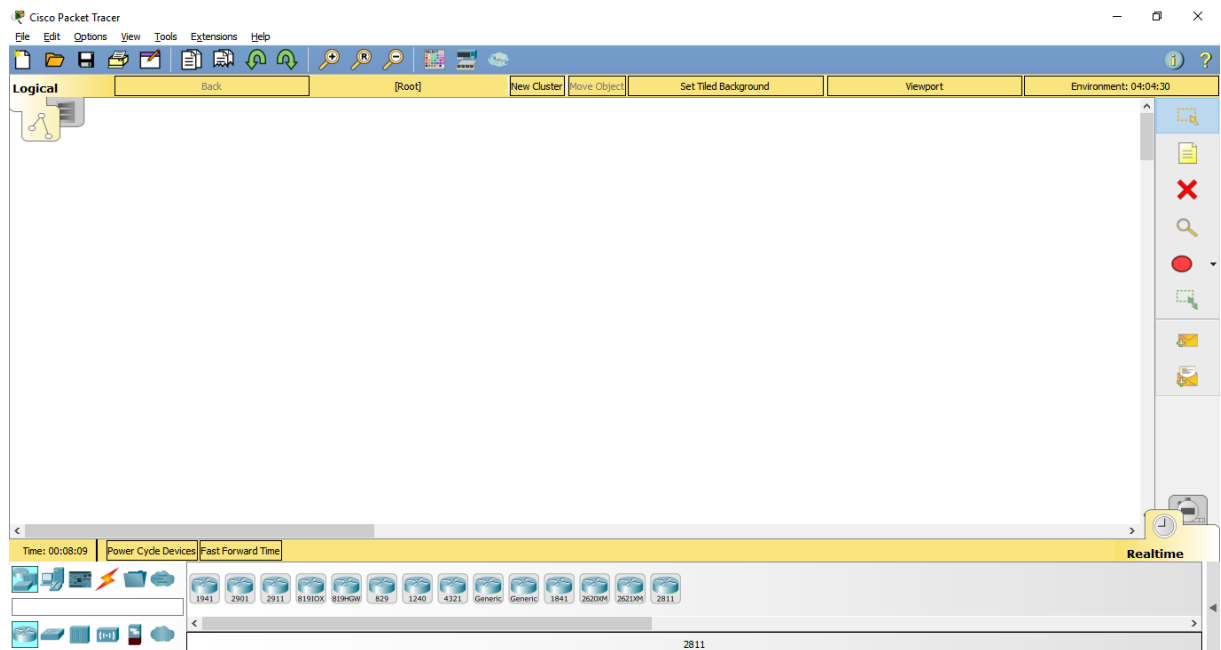 Cisco Packet Tracer
File Edit Options View Tools Extensions Help
Logical Back [Root] New Cluster Move Object Set Tiled Background Viewport Environment: 04:04:30
Time: 00:08:09 Power Cycle Devices Fast Forward Time Realtime
1941 2901 2911 819IOX 819HGW 829 1240 4321 Generic Generic 1841 2620XM 2621XM 2811
2811